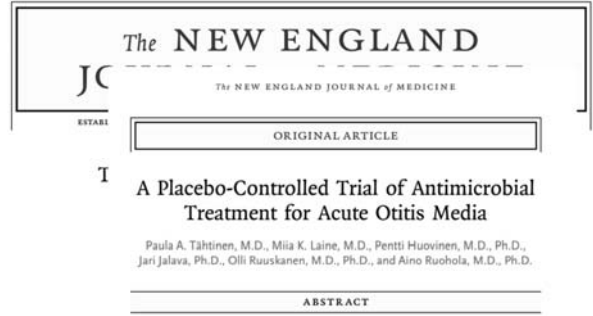 The NEW ENGLAND
JO
The NEW ENGLAND JOURNAL of MEDICINE
ESTABL
ORIGINAL ARTICLE
T
A Placebo-Controlled Trial of Antimicrobial
Treatment for Acute Otitis Media
Paula A. Tähtinen, M.D., Miia K. Laine, M.D., Pentti Huovinen, M.D., Ph.D.,
Jari Jalava, Ph.D., Olli Ruuskanen, M.D., Ph.D., and Aino Ruohola, M.D., Ph.D.
ABSTRACT